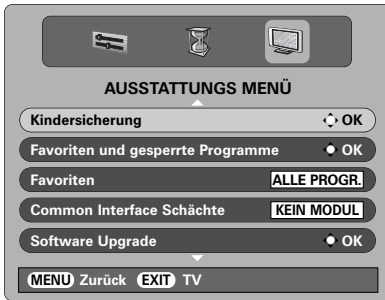 AUSSTATTUNGS MENÜ
Kindersicherung OK
Favoriten und gesperrte Programme OK
Favoriten ALLE PROGR.
Common Interface Schächte KEIN MODUL
Software Upgrade OK
MENU Zurück EXIT TV